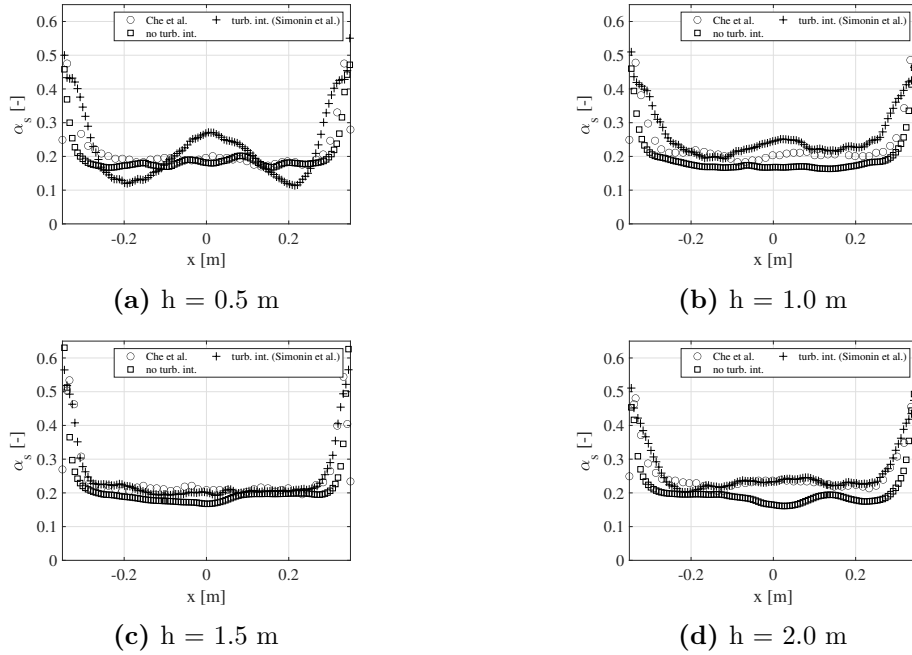 Che et al.
no turb. int.
turb. int. (Simonin et al.)
0.6
0.5
0.4
0.3
0.2
0.1
0
α_s [-]
-0.2 0 0.2
x [m]
(a) h = 0.5 m
Che et al.
no turb. int.
turb. int. (Simonin et al.)
0.6
0.5
0.4
0.3
0.2
0.1
0
α_s [-]
-0.2 0 0.2
x [m]
(b) h = 1.0 m
Che et al.
no turb. int.
turb. int. (Simonin et al.)
0.6
0.5
0.4
0.3
0.2
0.1
0
α_s [-]
-0.2 0 0.2
x [m]
(c) h = 1.5 m
Che et al.
no turb. int.
turb. int. (Simonin et al.)
0.6
0.5
0.4
0.3
0.2
0.1
0
α_s [-]
-0.2 0 0.2
x [m]
(d) h = 2.0 m